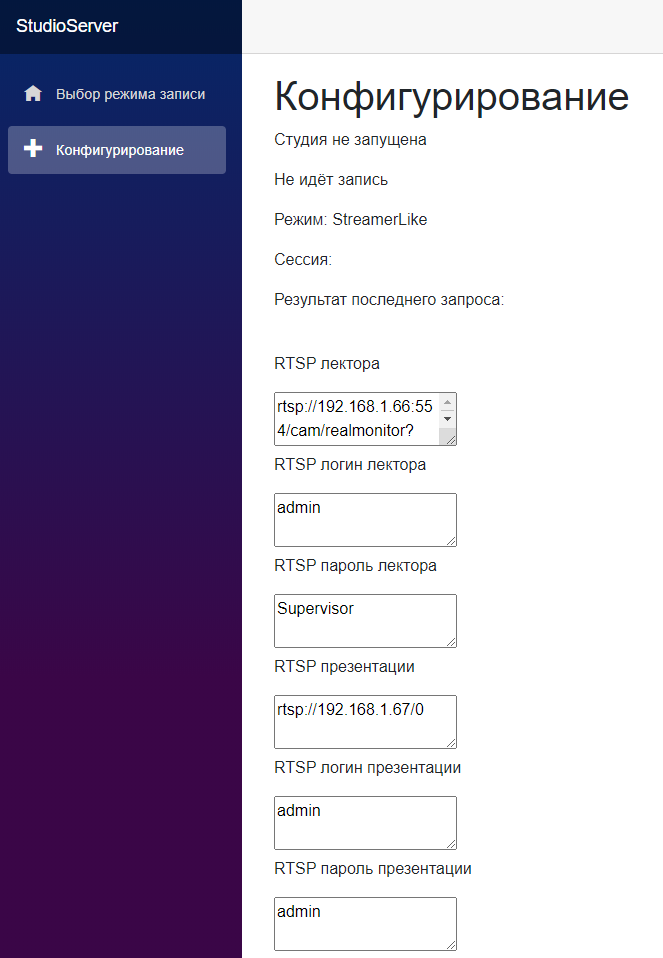 StudioServer
Выбор режима записи
Конфигурирование
Конфигурирование
Студия не запущена
Не идёт запись
Режим: StreamerLike
Сессия:
Результат последнего запроса:
RTSP лектора
rtsp://192.168.1.66:55
4/cam/realmonitor?
RTSP логин лектора
admin
RTSP пароль лектора
Supervisor
RTSP презентации
rtsp://192.168.1.67/0
RTSP логин презентации
admin
RTSP пароль презентации
admin